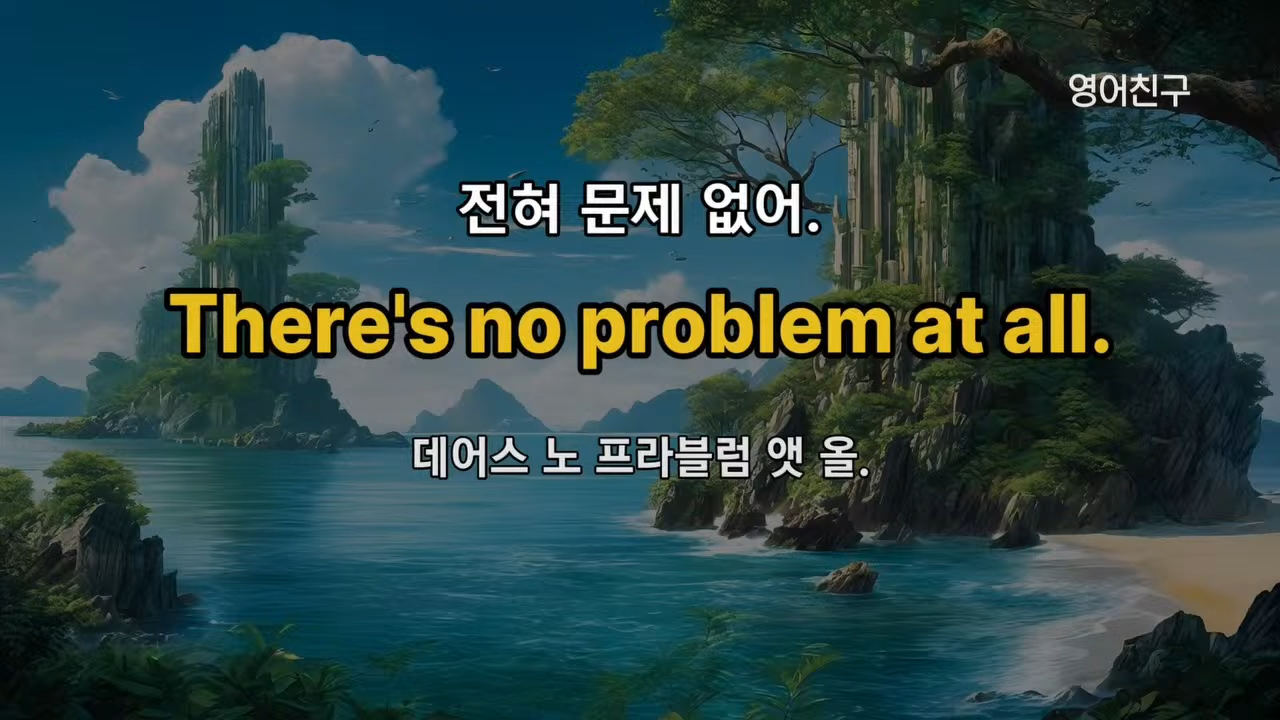 영어친구
전혀 문제 없어.
There's no problem at all.
데어스 노 프라블럼 앳 올.